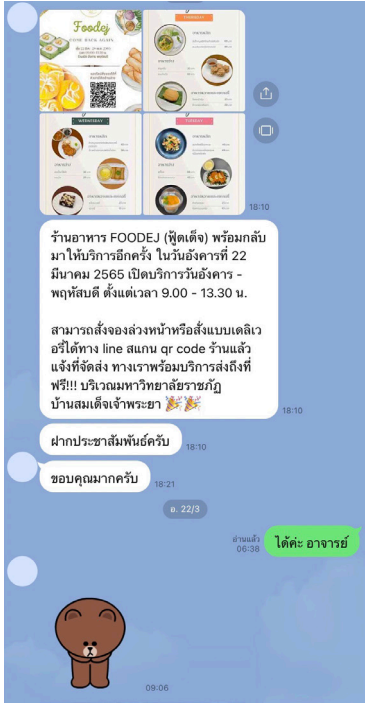 Foodej
COME BACK AGAIN
THURSDAY
WEDNESDAY
TUESDAY
18:10
ร้านอาหาร FOODEJ (ฟู้ดเด็จ) พร้อมกลับ
มาให้บริการอีกครั้ง ในวันอังคารที่ 22
มีนาคม 2565 เปิดบริการวันอังคาร -
พฤหัสบดี ตั้งแต่เวลา 9.00 - 13.30 น.
สามารถสั่งจองล่วงหน้าหรือสั่งแบบเดลิเว
อรี่ได้ทาง line สแกน qr code ร้านแล้ว
แจ้งที่จัดส่ง ทางเราพร้อมบริการส่งถึงที่
ฟรี!!! บริเวณมหาวิทยาลัยราชภัฏ
บ้านสมเด็จเจ้าพระยา 🎉🎉
18:10
ฝากประชาสัมพันธ์ครับ
18:10
ขอบคุณมากครับ
18:21
อ. 22/3
อ่านแล้ว
06:38
ได้ค่ะ อาจารย์
09:06